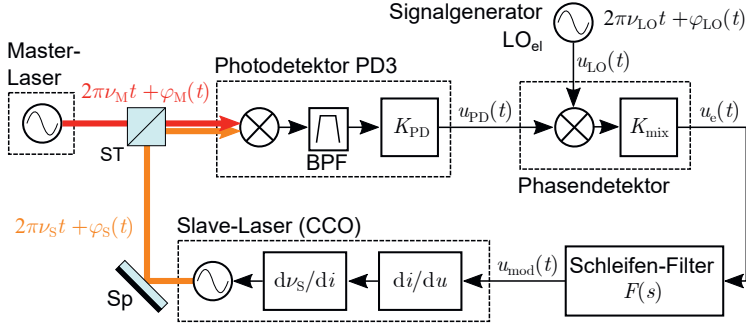 Signalgenerator
LO_el
2πν_LO t + φ_LO(t)
Master-
Laser
2πν_M t + φ_M(t)
Photodetektor PD3
u_LO(t)
ST
BPF
K_PD
u_PD(t)
K_mix
u_e(t)
Phasendetektor
2πν_S t + φ_S(t)
Slave-Laser (CCO)
Sp
dν_S/di
di/du
u_mod(t)
Schleifen-Filter
F(s)